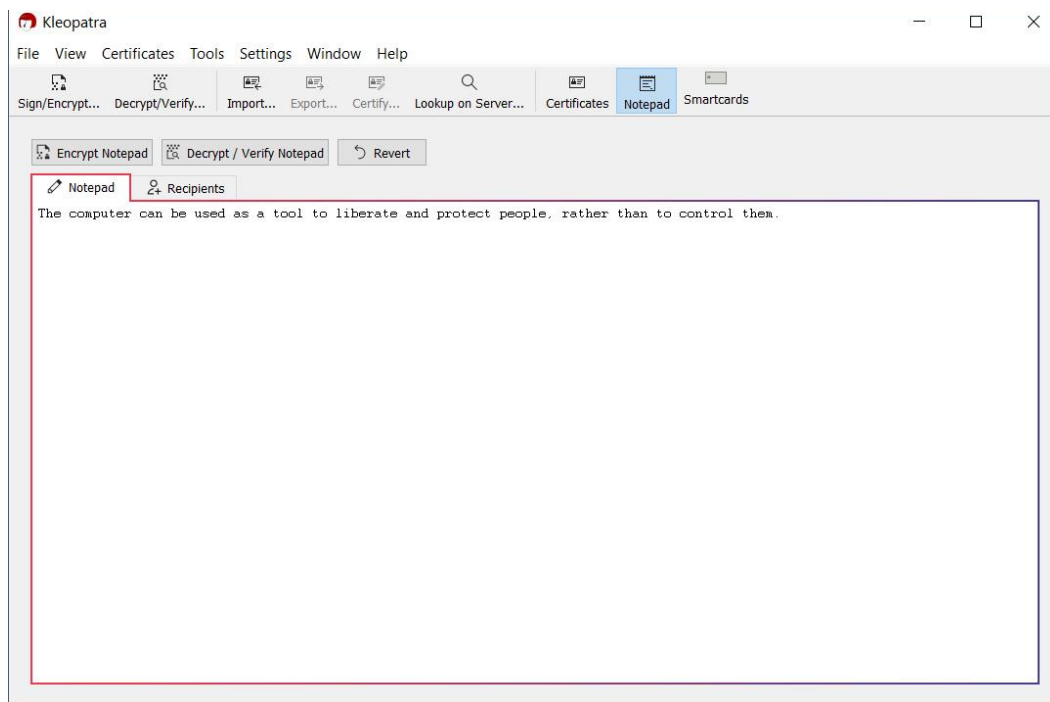 Kleopatra
File View Certificates Tools Settings Window Help
Sign/Encrypt... Decrypt/Verify... Import... Export... Certify... Lookup on Server... Certificates Notepad Smartcards
Encrypt Notepad Decrypt / Verify Notepad Revert
Notepad Recipients
The computer can be used as a tool to liberate and protect people, rather than to control them.